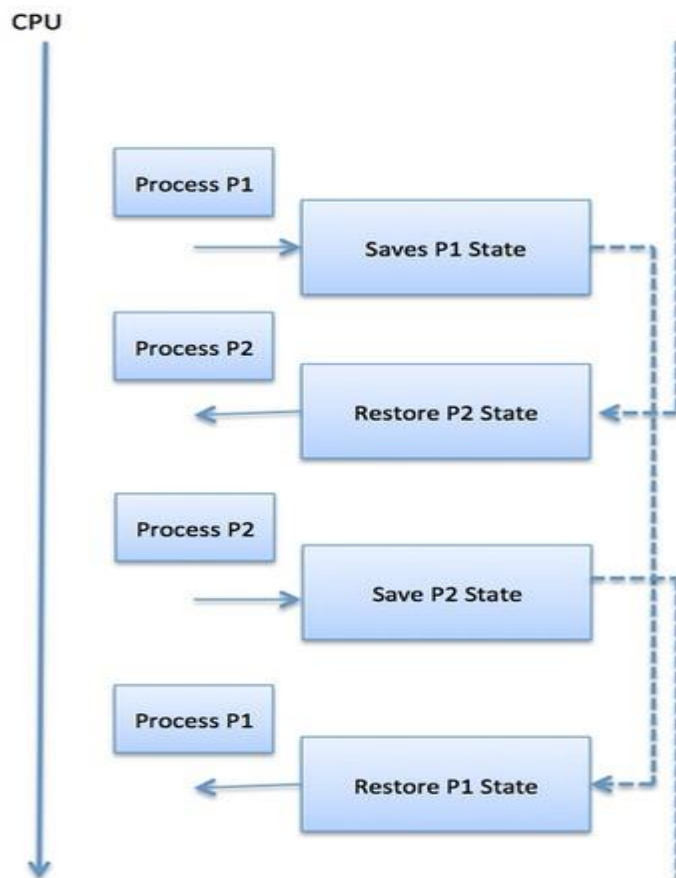 CPU
Process P1
Saves P1 State
Process P2
Restore P2 State
Process P2
Save P2 State
Process P1
Restore P1 State